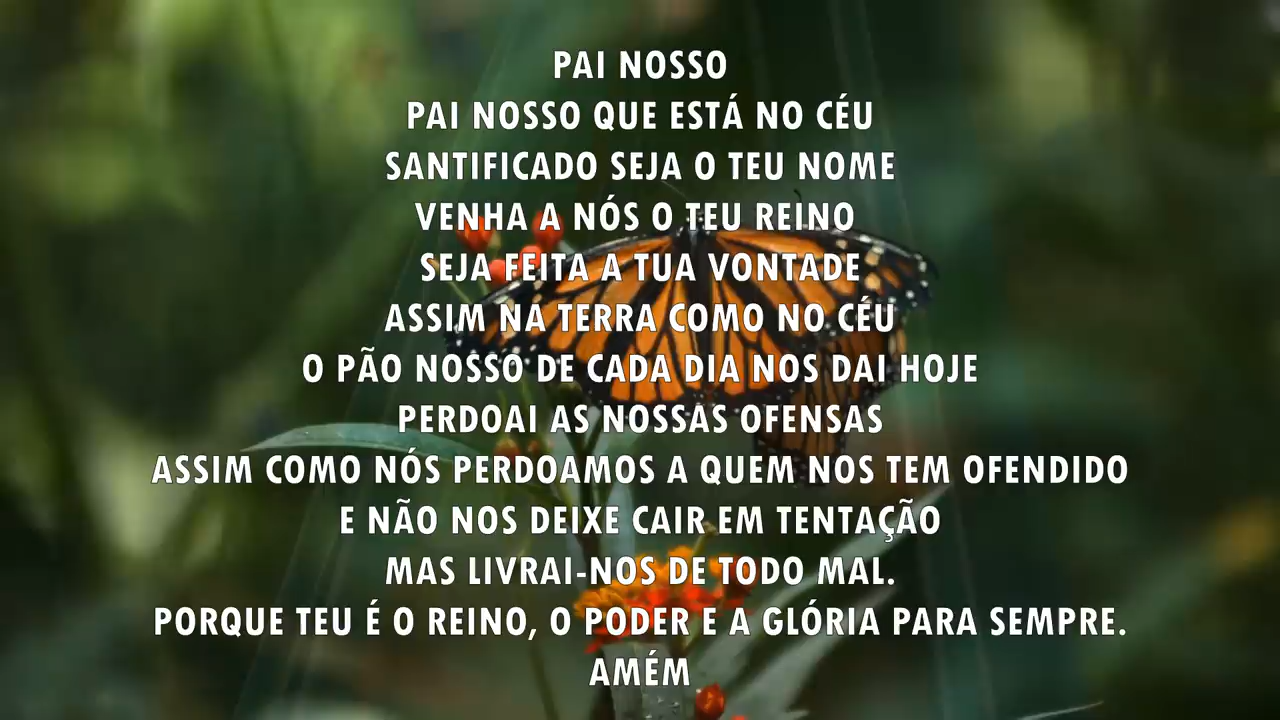 PAI NOSSO
PAI NOSSO QUE ESTÁ NO CÉU
SANTIFICADO SEJA O TEU NOME
VENHA A NÓS O TEU REINO
SEJA FEITA A TUA VONTADE
ASSIM NA TERRA COMO NO CÉU
O PÃO NOSSO DE CADA DIA NOS DAI HOJE
PERDOAI AS NOSSAS OFENSAS
ASSIM COMO NÓS PERDOAMOS A QUEM NOS TEM OFENDIDO
E NÃO NOS DEIXE CAIR EM TENTAÇÃO
MAS LIVRAI-NOS DE TODO MAL.
PORQUE TEU É O REINO, O PODER E A GLÓRIA PARA SEMPRE.
AMÉM